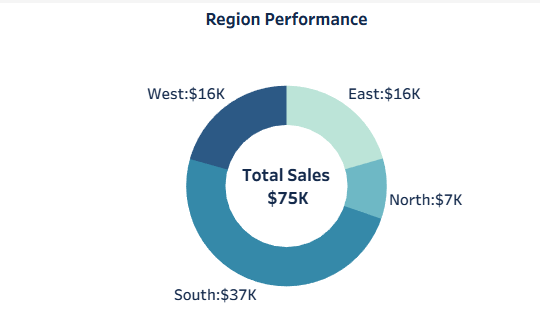 Region Performance
West:$16K
East:$16K
Total Sales
$75K
North:$7K
South:$37K